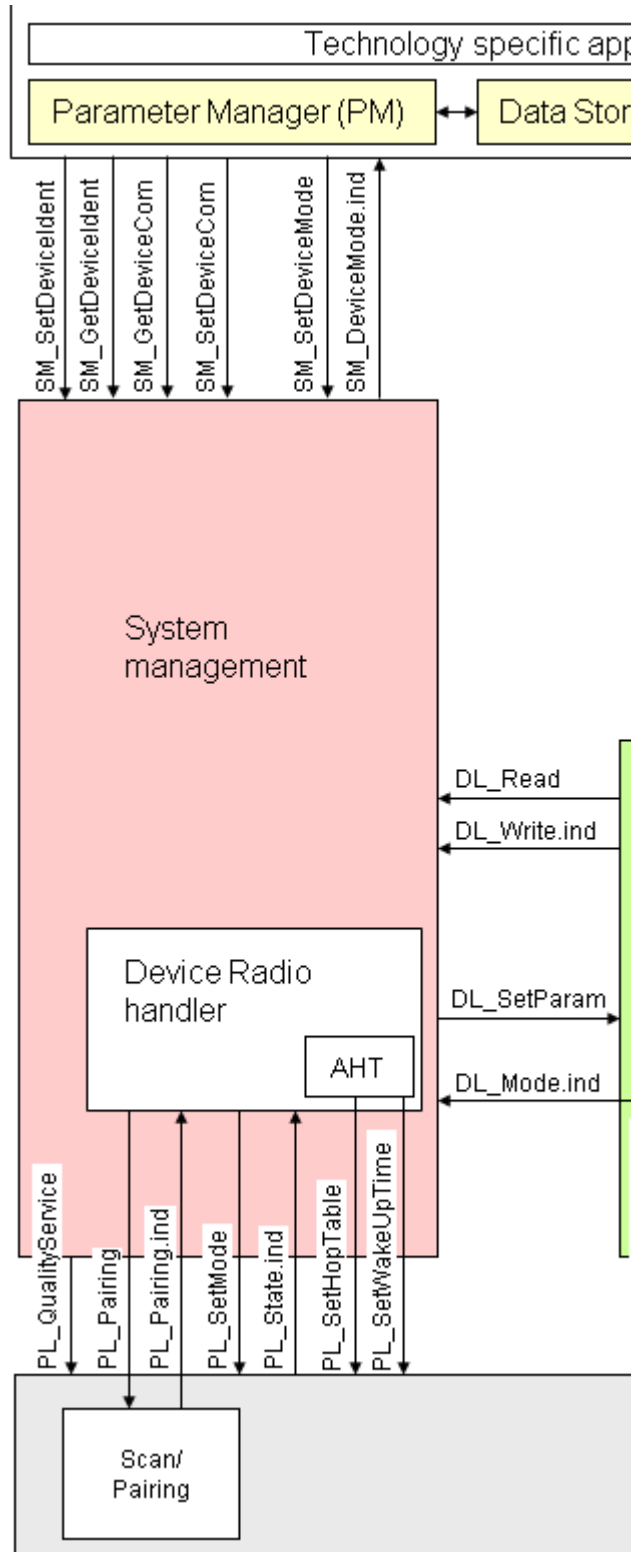 Technology specific app
Parameter Manager (PM)
Data Stor
SM_SetDeviceIdent
SM_GetDeviceIdent
SM_GetDeviceCom
SM_SetDeviceCom
SM_SetDeviceMode
SM_DeviceMode.ind
System
management
DL_Read
DL_Write.ind
Device Radio
handler
DL_SetParam
AHT
DL_Mode.ind
PL_QualityService
PL_Pairing
PL_Pairing.ind
PL_SetMode
PL_State.ind
PL_SetHopTable
PL_SetWakeUpTime
Scan/
Pairing